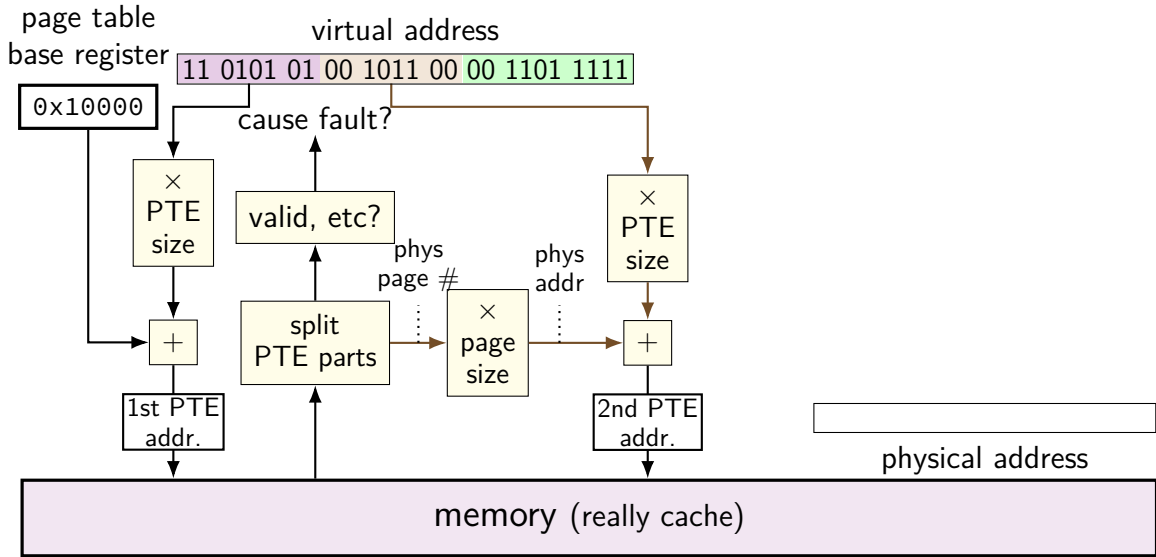 page table
base register
virtual address
11 0101 01 00 1011 00 00 1101 1111
0x10000
cause fault?
×
PTE
size
valid, etc?
×
PTE
size
phys
page #
phys
addr
split
PTE parts
×
page
size
+
+
1st PTE
addr.
2nd PTE
addr.
physical address
memory (really cache)